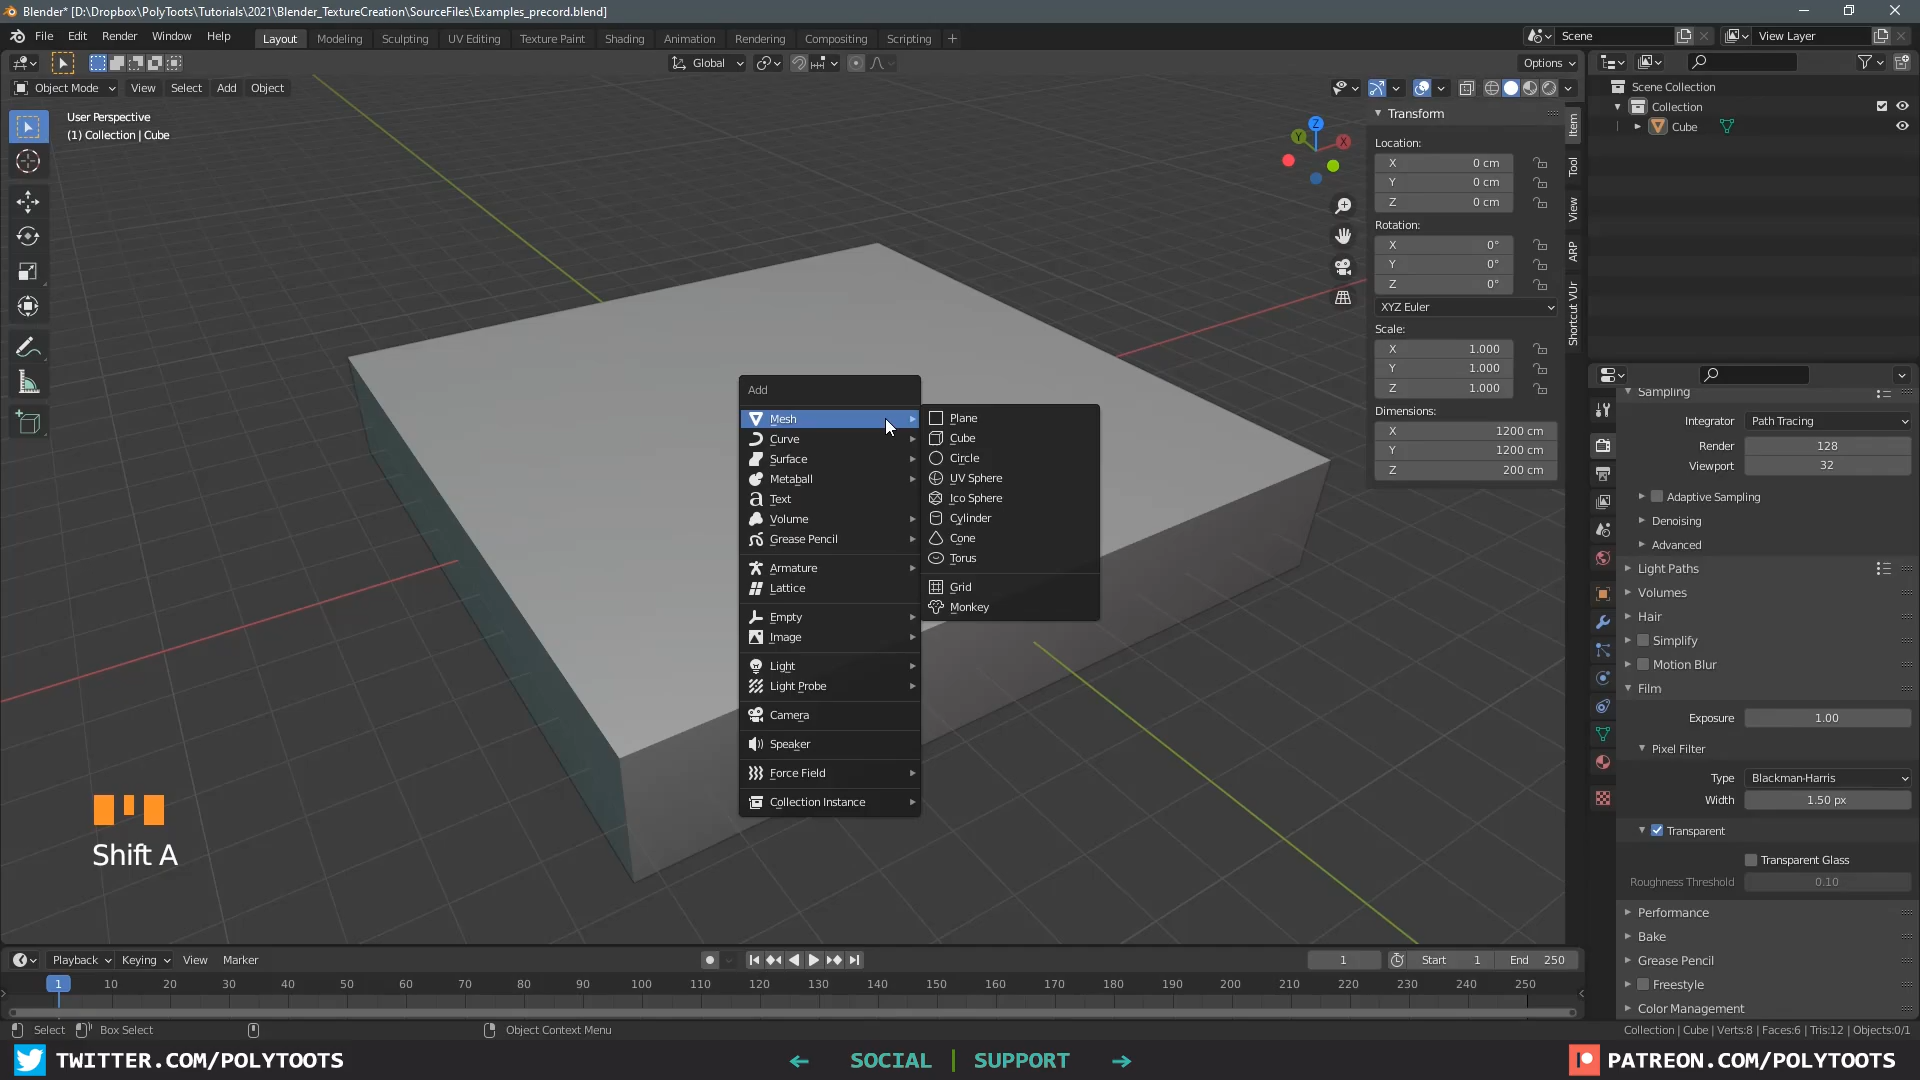 Blender* [D:\Dropbox\PolyToots\Tutorials\2021\Blender_TextureCreation\SourceFiles\Examples_precord.blend]
File Edit Render Window Help Layout Modeling Sculpting UV Editing Texture Paint Shading Animation Rendering Compositing Scripting + Scene View Layer
Global Options
Object Mode View Select Add Object
User Perspective
(1) Collection | Cube
Z
Y
X
Transform
Location:
X 0 cm
Y 0 cm
Z 0 cm
Rotation:
X 0°
Y 0°
Z 0°
XYZ Euler
Scale:
X 1.000
Y 1.000
Z 1.000
Dimensions:
X 1200 cm
Y 1200 cm
Z 200 cm
Item
Tool
View
ARP
Shortcut VUr
Scene Collection
Collection
Cube
Add
Mesh
Curve
Surface
Metaball
Text
Volume
Grease Pencil
Armature
Lattice
Empty
Image
Light
Light Probe
Camera
Speaker
Force Field
Collection Instance
Plane
Cube
Circle
UV Sphere
Ico Sphere
Cylinder
Cone
Torus
Grid
Monkey
Sampling
Integrator Path Tracing
Render 128
Viewport 32
Adaptive Sampling
Denoising
Advanced
Light Paths
Volumes
Hair
Simplify
Motion Blur
Film
Exposure 1.00
Pixel Filter
Type Blackman-Harris
Width 1.50 px
Transparent
Transparent Glass
Roughness Threshold 0.10
Performance
Bake
Grease Pencil
Freestyle
Color Management
Shift A
Playback Keying View Marker 1 Start 1 End 250
1 10 20 30 40 50 60 70 80 90 100 110 120 130 140 150 160 170 180 190 200 210 220 230 240 250
Select Box Select Object Context Menu Collection | Cube | Verts:8 | Faces:6 | Tris:12 | Objects:0/1
TWITTER.COM/POLYTOOTS ← SOCIAL | SUPPORT → PATREON.COM/POLYTOOTS